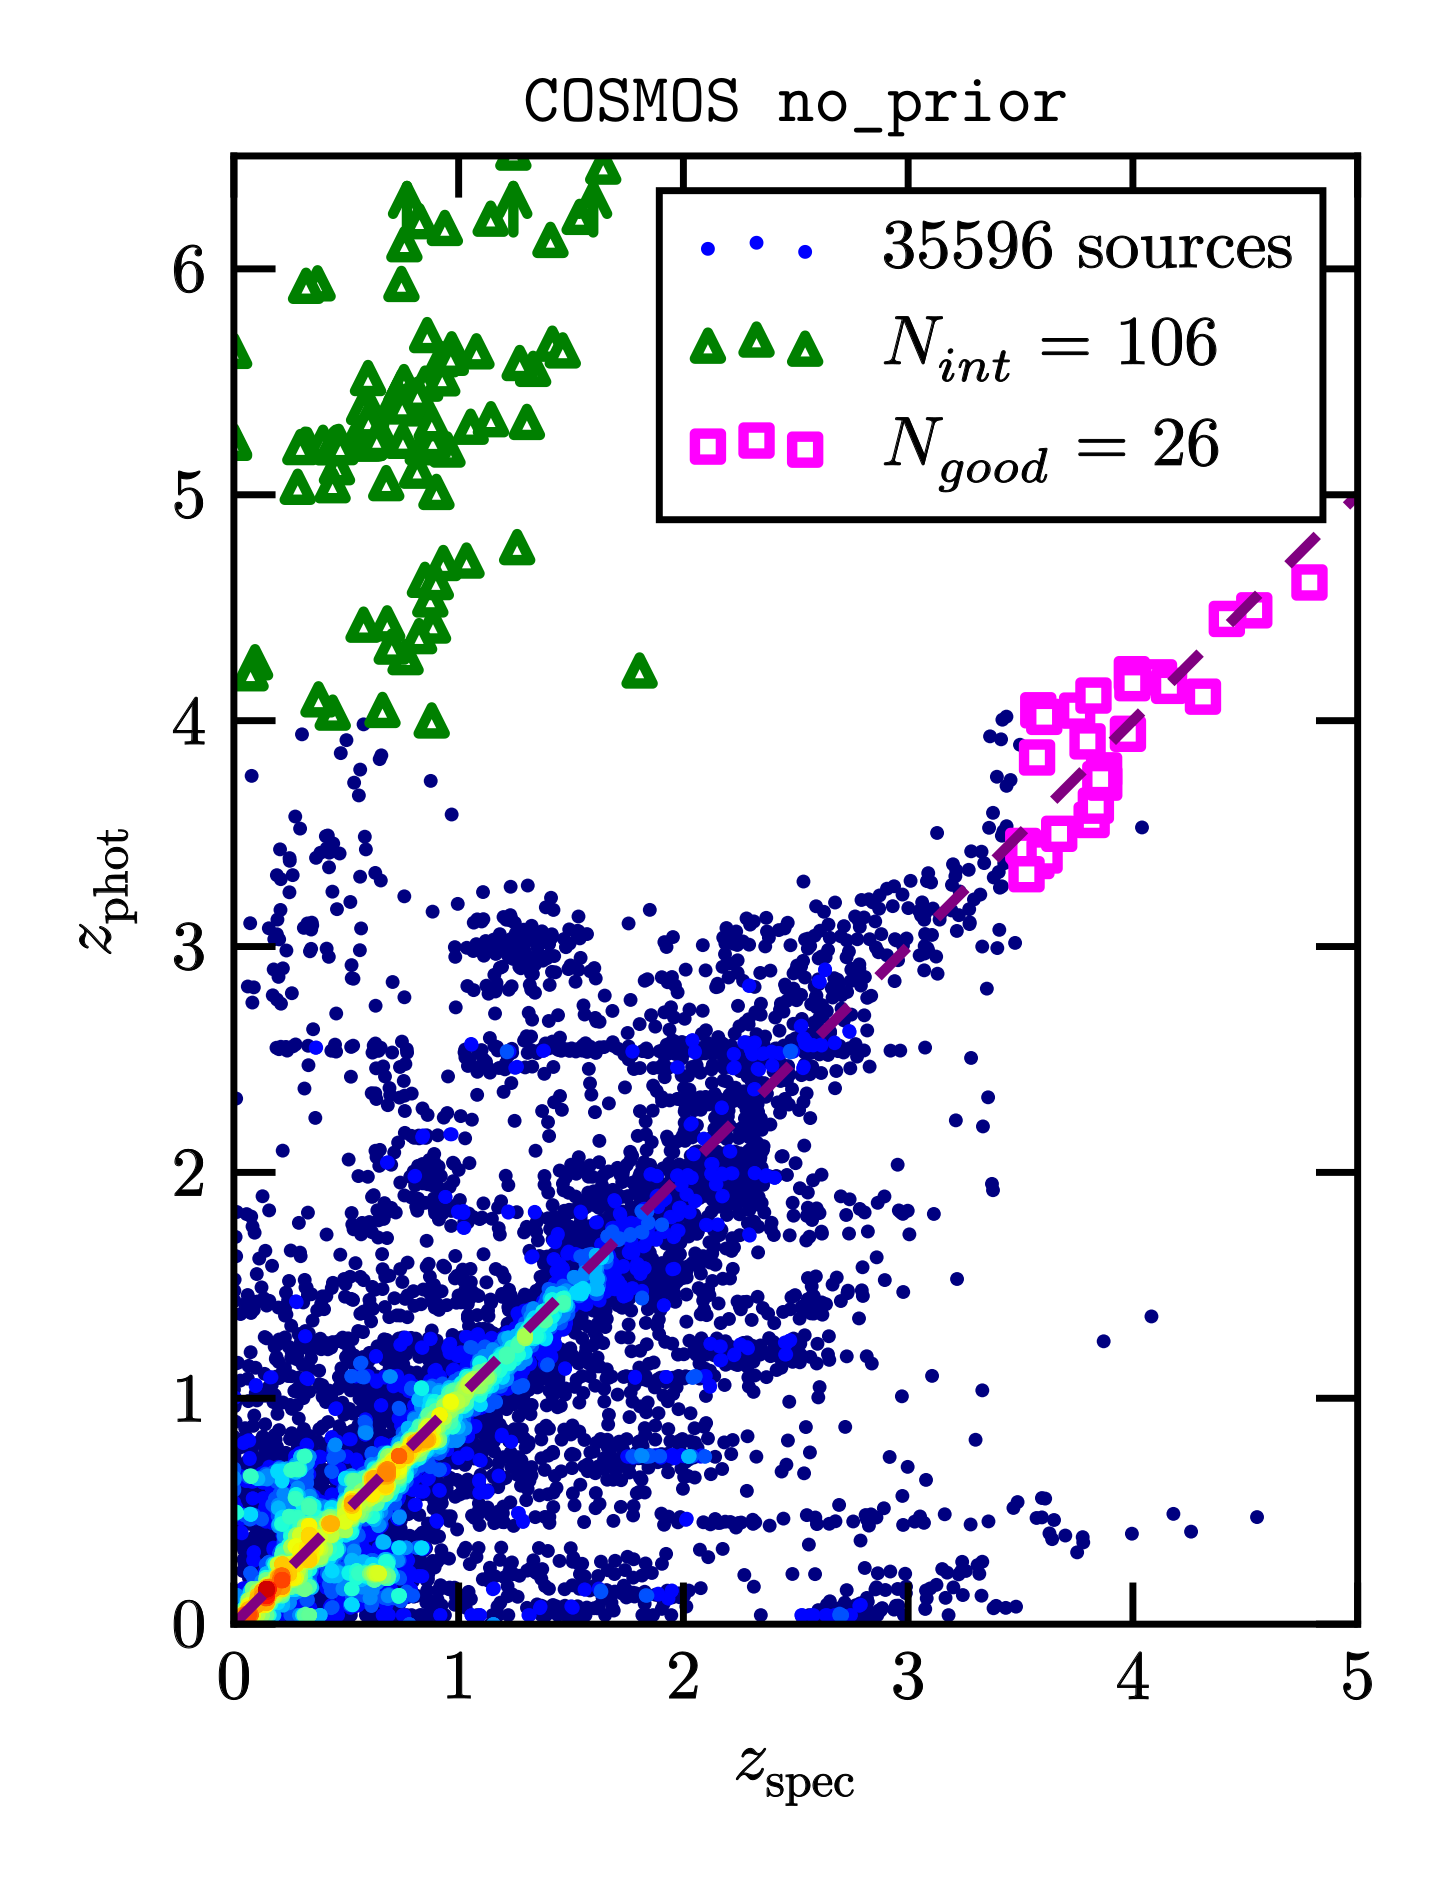 COSMOS no_prior
35596 sources
N_int = 106
N_good = 26
z_phot
6
5
4
3
2
1
0
0 1 2 3 4 5
z_spec